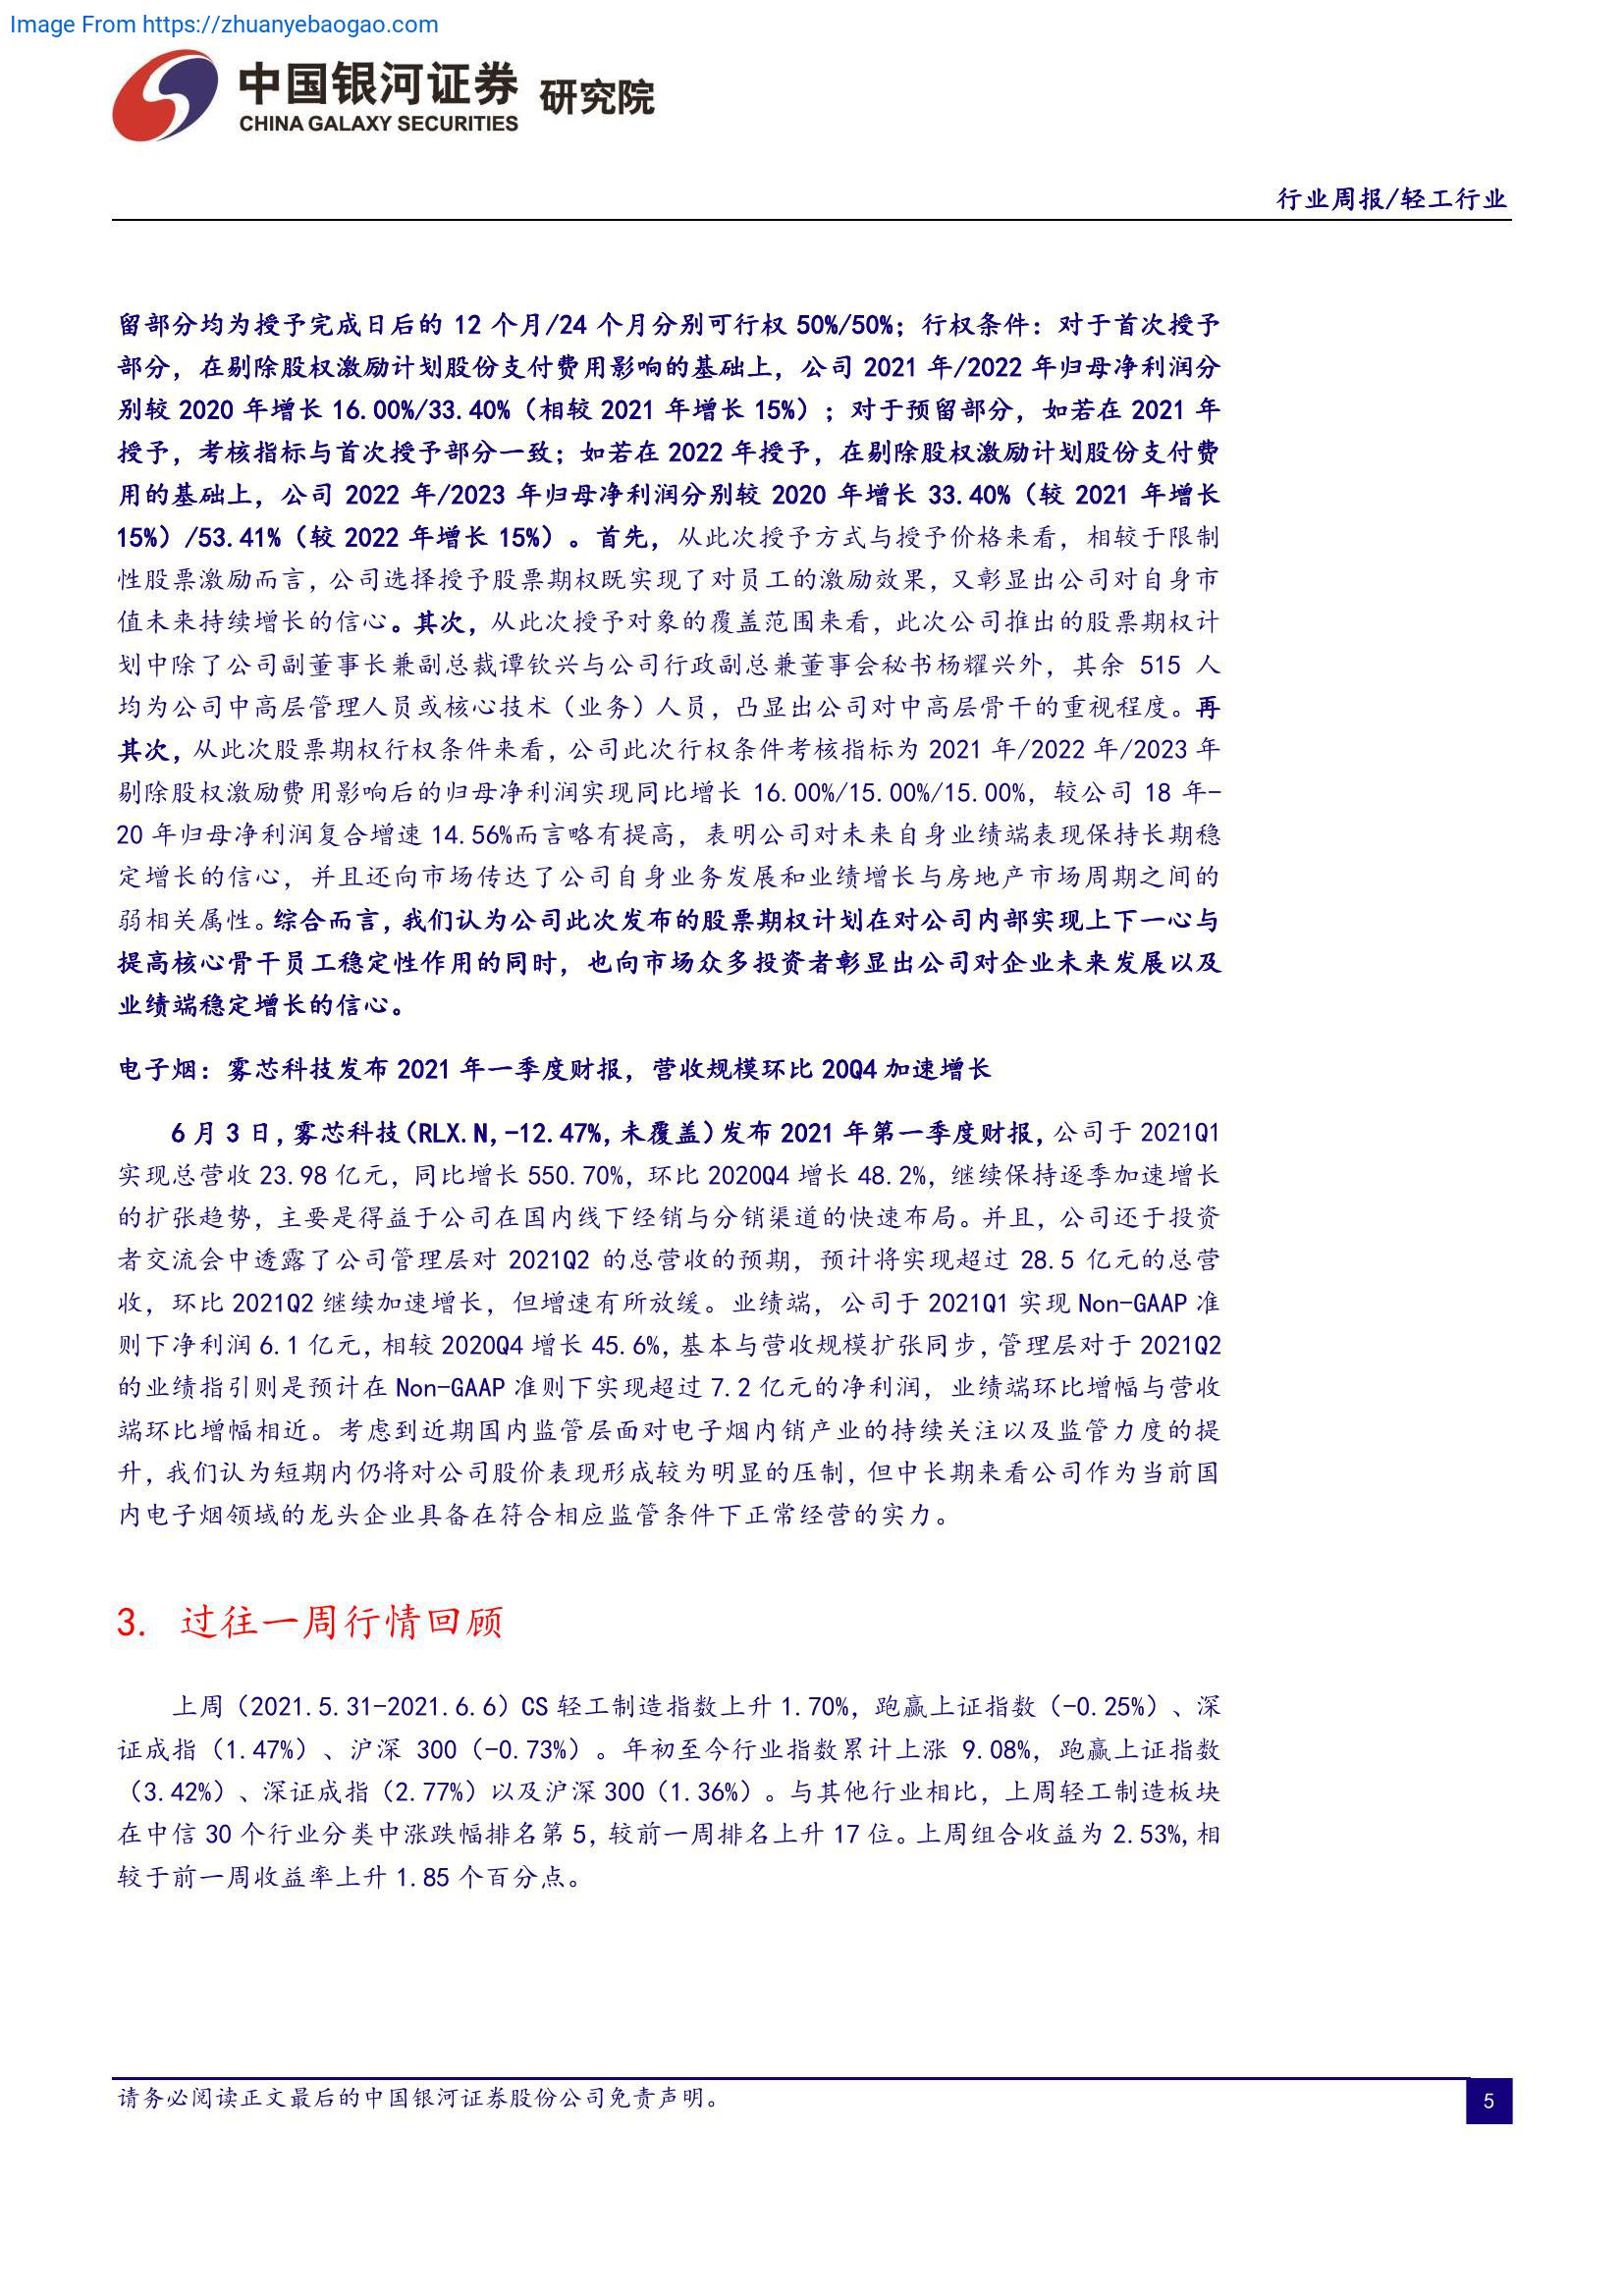 Image From https://zhuanyebaogao.com
中国银河证券 研究院
CHINA GALAXY SECURITIES
行业周报/轻工行业
留部分均为授予完成日后的 12 个月/24 个月分别可行权 50%/50%；行权条件：对于首次授予
部分，在剔除股权激励计划股份支付费用影响的基础上，公司 2021 年/2022 年归母净利润分
别较 2020 年增长 16.00%/33.40%（相较 2021 年增长 15%）；对于预留部分，如若在 2021 年
授予，考核指标与首次授予部分一致；如若在 2022 年授予，在剔除股权激励计划股份支付费
用的基础上，公司 2022 年/2023 年归母净利润分别较 2020 年增长 33.40%（较 2021 年增长
15%）/53.41%（较 2022 年增长 15%）。首先，从此次授予方式与授予价格来看，相较于限制
性股票激励而言，公司选择授予股票期权既实现了对员工的激励效果，又彰显出公司对自身市
值未来持续增长的信心。其次，从此次授予对象的覆盖范围来看，此次公司推出的股票期权计
划中除了公司副董事长兼副总裁谭钦兴与公司行政副总兼董事会秘书杨耀兴外，其余 515 人
均为公司中高层管理人员或核心技术（业务）人员，凸显出公司对中高层骨干的重视程度。再
其次，从此次股票期权行权条件来看，公司此次行权条件考核指标为 2021 年/2022 年/2023 年
剔除股权激励费用影响后的归母净利润实现同比增长 16.00%/15.00%/15.00%，较公司 18 年-
20 年归母净利润复合增速 14.56%而言略有提高，表明公司对未来自身业绩端表现保持长期稳
定增长的信心，并且还向市场传达了公司自身业务发展和业绩增长与房地产市场周期之间的
弱相关属性。综合而言，我们认为公司此次发布的股票期权计划在对公司内部实现上下一心与
提高核心骨干员工稳定性作用的同时，也向市场众多投资者彰显出公司对企业未来发展以及
业绩端稳定增长的信心。
电子烟：雾芯科技发布 2021 年一季度财报，营收规模环比 20Q4 加速增长
6 月 3 日，雾芯科技（RLX.N，-12.47%，未覆盖）发布 2021 年第一季度财报，公司于 2021Q1
实现总营收 23.98 亿元，同比增长 550.70%，环比 2020Q4 增长 48.2%，继续保持逐季加速增长
的扩张趋势，主要是得益于公司在国内线下经销与分销渠道的快速布局。并且，公司还于投资
者交流会中透露了公司管理层对 2021Q2 的总营收的预期，预计将实现超过 28.5 亿元的总营
收，环比 2021Q2 继续加速增长，但增速有所放缓。业绩端，公司于 2021Q1 实现 Non-GAAP 准
则下净利润 6.1 亿元，相较 2020Q4 增长 45.6%，基本与营收规模扩张同步，管理层对于 2021Q2
的业绩指引则是预计在 Non-GAAP 准则下实现超过 7.2 亿元的净利润，业绩端环比增幅与营收
端环比增幅相近。考虑到近期国内监管层面对电子烟内销产业的持续关注以及监管力度的提
升，我们认为短期内仍将对公司股价表现形成较为明显的压制，但中长期来看公司作为当前国
内电子烟领域的龙头企业具备在符合相应监管条件下正常经营的实力。
3. 过往一周行情回顾
上周（2021.5.31-2021.6.6）CS 轻工制造指数上升 1.70%，跑赢上证指数（-0.25%）、深
证成指（1.47%）、沪深 300（-0.73%）。年初至今行业指数累计上涨 9.08%，跑赢上证指数
（3.42%）、深证成指（2.77%）以及沪深 300（1.36%）。与其他行业相比，上周轻工制造板块
在中信 30 个行业分类中涨跌幅排名第 5，较前一周排名上升 17 位。上周组合收益为 2.53%，相
较于前一周收益率上升 1.85 个百分点。
请务必阅读正文最后的中国银河证券股份公司免责声明。
5